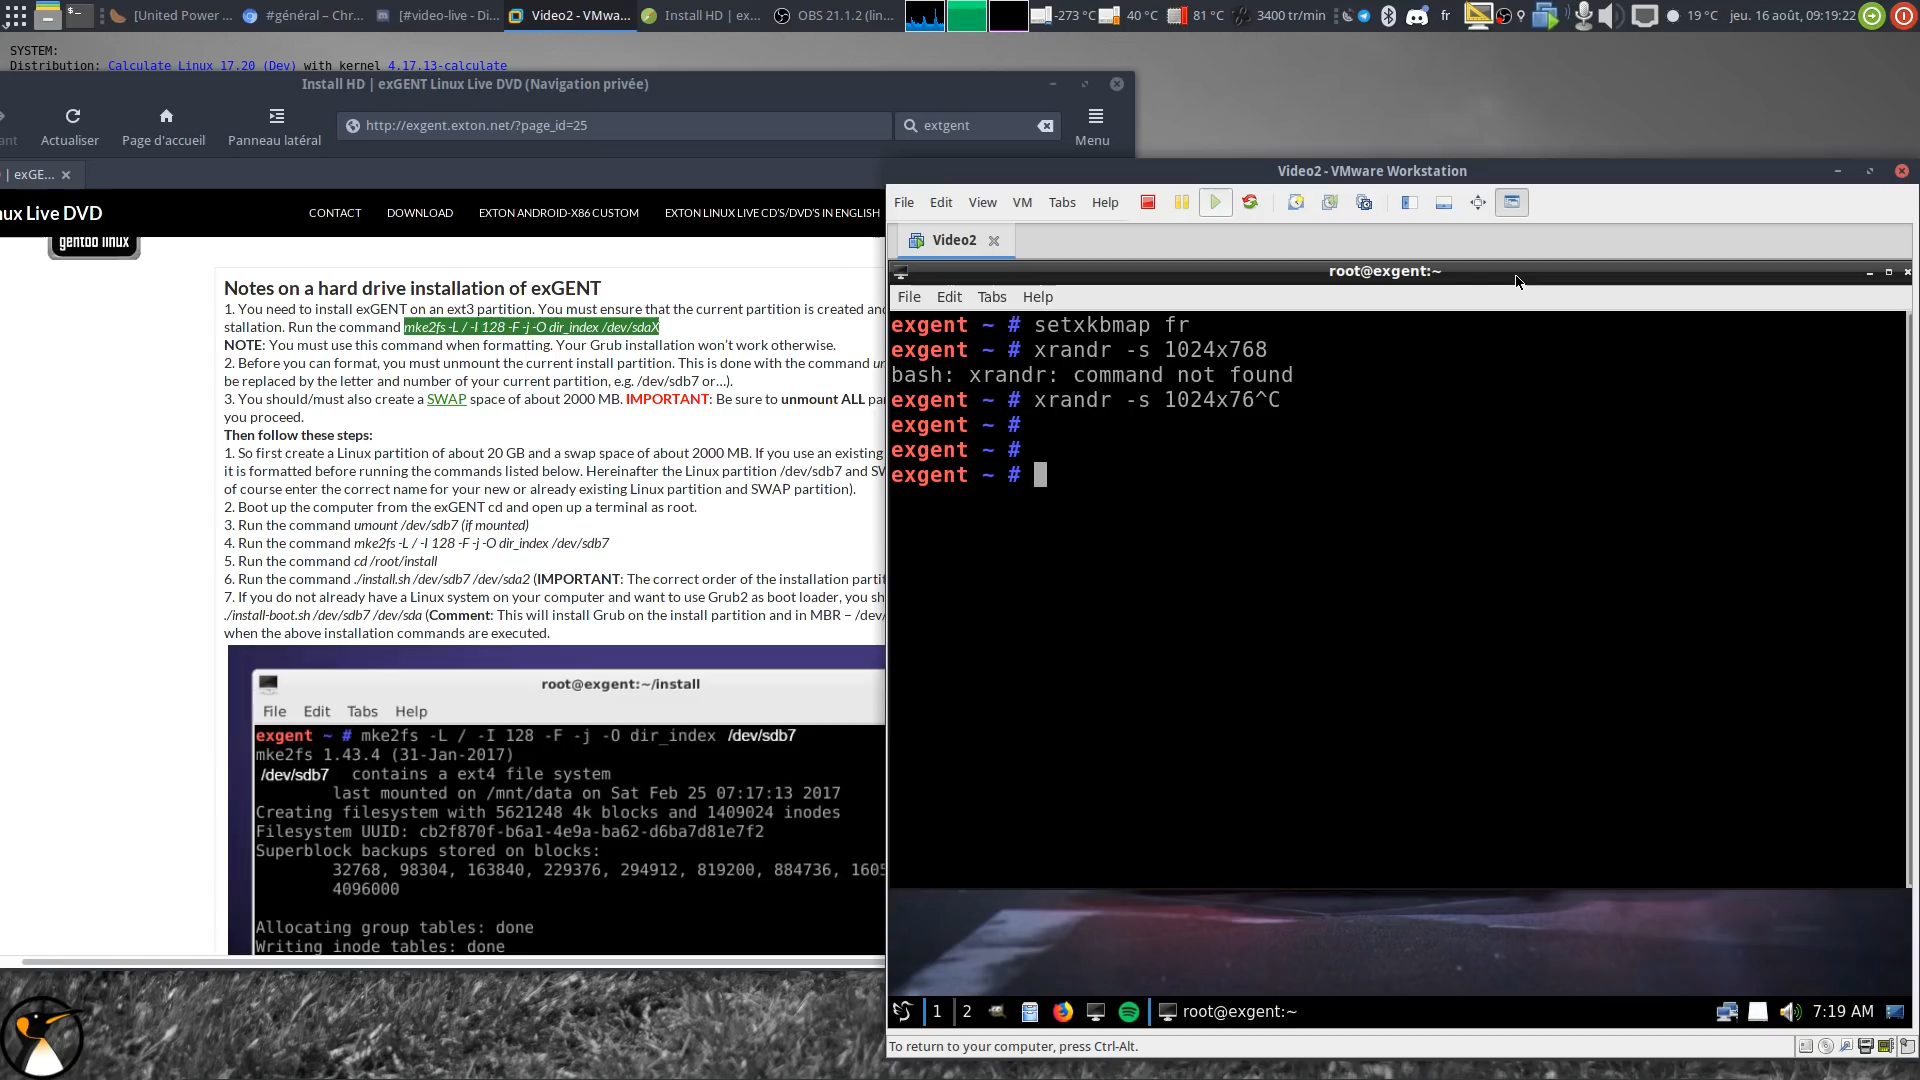 [United Power ...
#général – Chr...
[#video-live - Di...
Video2 - VMwa...
Install HD | ex...
OBS 21.1.2 (lin...
-273 °C
40 °C
81 °C
3400 tr/min
fr
19 °C
jeu. 16 août, 09:19:22
SYSTEM:
Distribution: Calculate Linux 17.20 (Dev) with kernel 4.17.13-calculate
Install HD | exGENT Linux Live DVD (Navigation privée)
http://exgent.exton.net/?page_id=25
extgent
ant
Actualiser
Page d'accueil
Panneau latéral
Menu
| exGE...
nux Live DVD
CONTACT
DOWNLOAD
EXTON ANDROID-X86 CUSTOM
EXTON LINUX LIVE CD'S/DVD'S IN ENGLISH
gentoo linux
Notes on a hard drive installation of exGENT
1. You need to install exGENT on an ext3 partition. You must ensure that the current partition is created and
stallation. Run the command mke2fs -L / -I 128 -F -j -O dir_index /dev/sdaX
NOTE: You must use this command when formatting. Your Grub installation won't work otherwise.
2. Before you can format, you must unmount the current install partition. This is done with the command u
be replaced by the letter and number of your current partition, e.g. /dev/sdb7 or...).
3. You should/must also create a SWAP space of about 2000 MB. IMPORTANT: Be sure to unmount ALL pa
you proceed.
Then follow these steps:
1. So first create a Linux partition of about 20 GB and a swap space of about 2000 MB. If you use an existing
it is formatted before running the commands listed below. Hereinafter the Linux partition /dev/sdb7 and SW
of course enter the correct name for your new or already existing Linux partition and SWAP partition).
2. Boot up the computer from the exGENT cd and open up a terminal as root.
3. Run the command umount /dev/sdb7 (if mounted)
4. Run the command mke2fs -L / -I 128 -F -j -O dir_index /dev/sdb7
5. Run the command cd /root/install
6. Run the command ./install.sh /dev/sdb7 /dev/sda2 (IMPORTANT: The correct order of the installation partit
7. If you do not already have a Linux system on your computer and want to use Grub2 as boot loader, you sh
./install-boot.sh /dev/sdb7 /dev/sda (Comment: This will install Grub on the install partition and in MBR – /dev/
when the above installation commands are executed.
root@exgent:~/install
File Edit Tabs Help
exgent ~ # mke2fs -L / -I 128 -F -j -O dir_index /dev/sdb7
mke2fs 1.43.4 (31-Jan-2017)
/dev/sdb7 contains a ext4 file system
last mounted on /mnt/data on Sat Feb 25 07:17:13 2017
Creating filesystem with 5621248 4k blocks and 1409024 inodes
Filesystem UUID: cb2f870f-b6a1-4e9a-ba62-d6ba7d81e7f2
Superblock backups stored on blocks:
32768, 98304, 163840, 229376, 294912, 819200, 884736, 1605
4096000
Allocating group tables: done
Writing inode tables: done
Video2 - VMware Workstation
File Edit View VM Tabs Help
Video2
root@exgent:~
File Edit Tabs Help
exgent ~ # setxkbmap fr
exgent ~ # xrandr -s 1024x768
bash: xrandr: command not found
exgent ~ # xrandr -s 1024x76^C
exgent ~ #
exgent ~ #
exgent ~ #
1
2
root@exgent:~
7:19 AM
To return to your computer, press Ctrl-Alt.